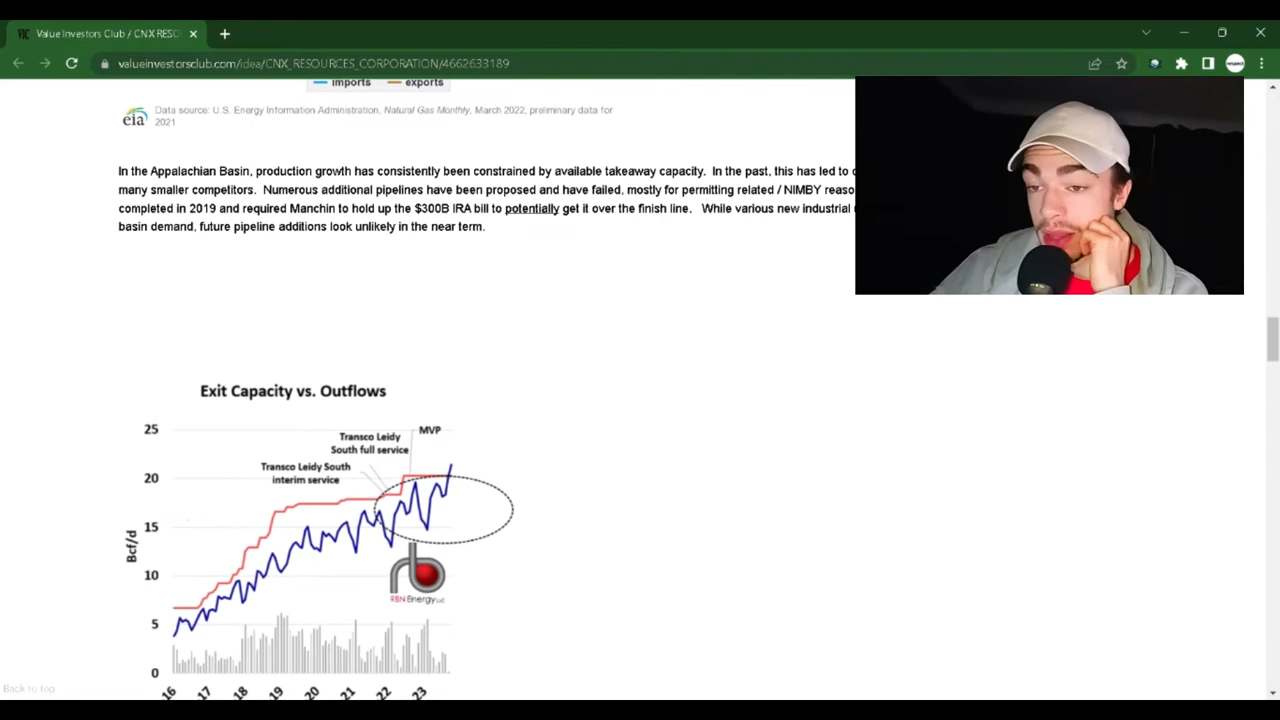 Value Investors Club / CNX RESO
valueinvestorsclub.com/idea/CNX_RESOURCES_CORPORATION/4662633189
imports exports
eia Data source: U.S. Energy Information Administration, Natural Gas Monthly, March 2022, preliminary data for
2021
In the Appalachian Basin, production growth has consistently been constrained by available takeaway capacity. In the past, this has led to
many smaller competitors. Numerous additional pipelines have been proposed and have failed, mostly for permitting related / NIMBY reaso
completed in 2019 and required Manchin to hold up the $300B IRA bill to potentially get it over the finish line. While various new industrial
basin demand, future pipeline additions look unlikely in the near term.
Exit Capacity vs. Outflows
25
MVP
Transco Leidy
South full service
Transco Leidy South
interim service
20
15
Bcf/d
10
RBN Energy LLC
5
0
16 17 18 19 20 21 22 23
Back to top